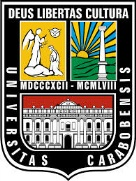 DEUS LIBERTAS CULTURA
MDCCCXCII - MCMLVIII
UNIVERSITAS CARABOBENSIS